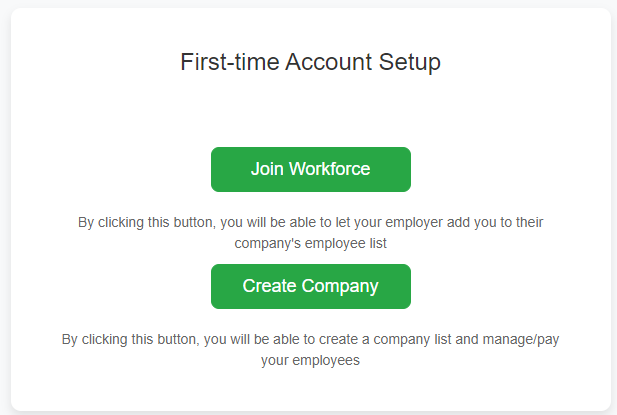 First-time Account Setup
Join Workforce
By clicking this button, you will be able to let your employer add you to their
company's employee list
Create Company
By clicking this button, you will be able to create a company list and manage/pay
your employees